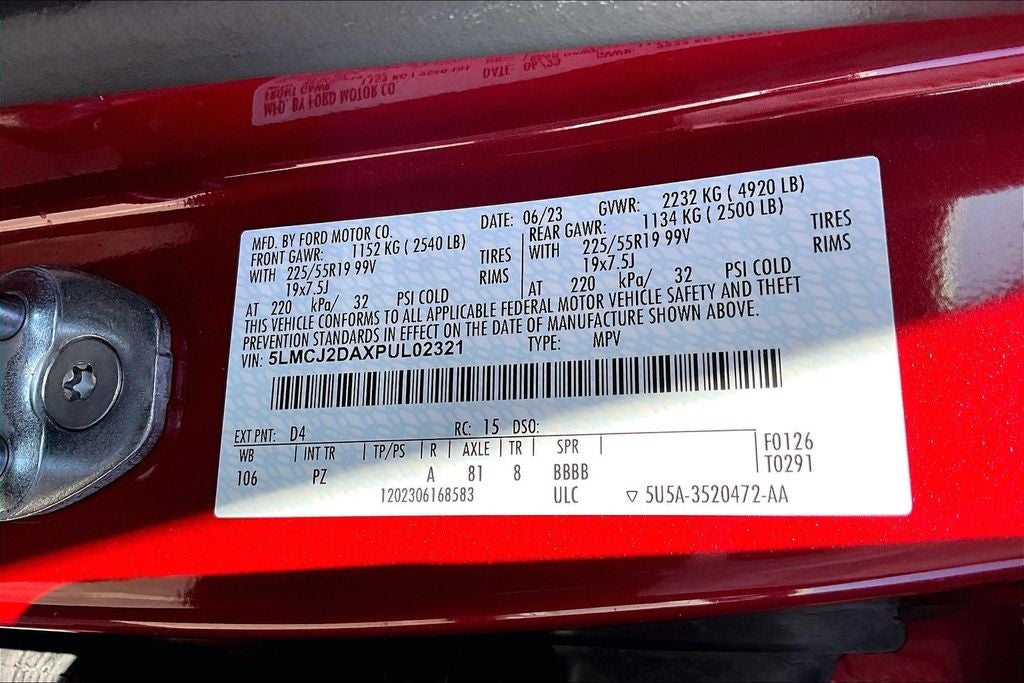 MFD. BY FORD MOTOR CO. DATE: 06/23 GVWR: 2232 KG ( 4920 LB)
FRONT GAWR: 1152 KG ( 2540 LB) REAR GAWR: 1134 KG ( 2500 LB)
WITH 225/55R19 99V TIRES WITH 225/55R19 99V TIRES
19x7.5J RIMS 19x7.5J RIMS
AT 220 kPa/ 32 PSI COLD AT 220 kPa/ 32 PSI COLD
THIS VEHICLE CONFORMS TO ALL APPLICABLE FEDERAL MOTOR VEHICLE SAFETY AND THEFT
PREVENTION STANDARDS IN EFFECT ON THE DATE OF MANUFACTURE SHOWN ABOVE.
VIN: 5LMCJ2DAXPUL02321 TYPE: MPV
EXT PNT: D4 RC: 15 DSO:
WB INT TR TP/PS R AXLE TR SPR F0126
106 PZ A 81 8 BBBB T0291
1202306168583 ULC ▽ 5U5A-3520472-AA